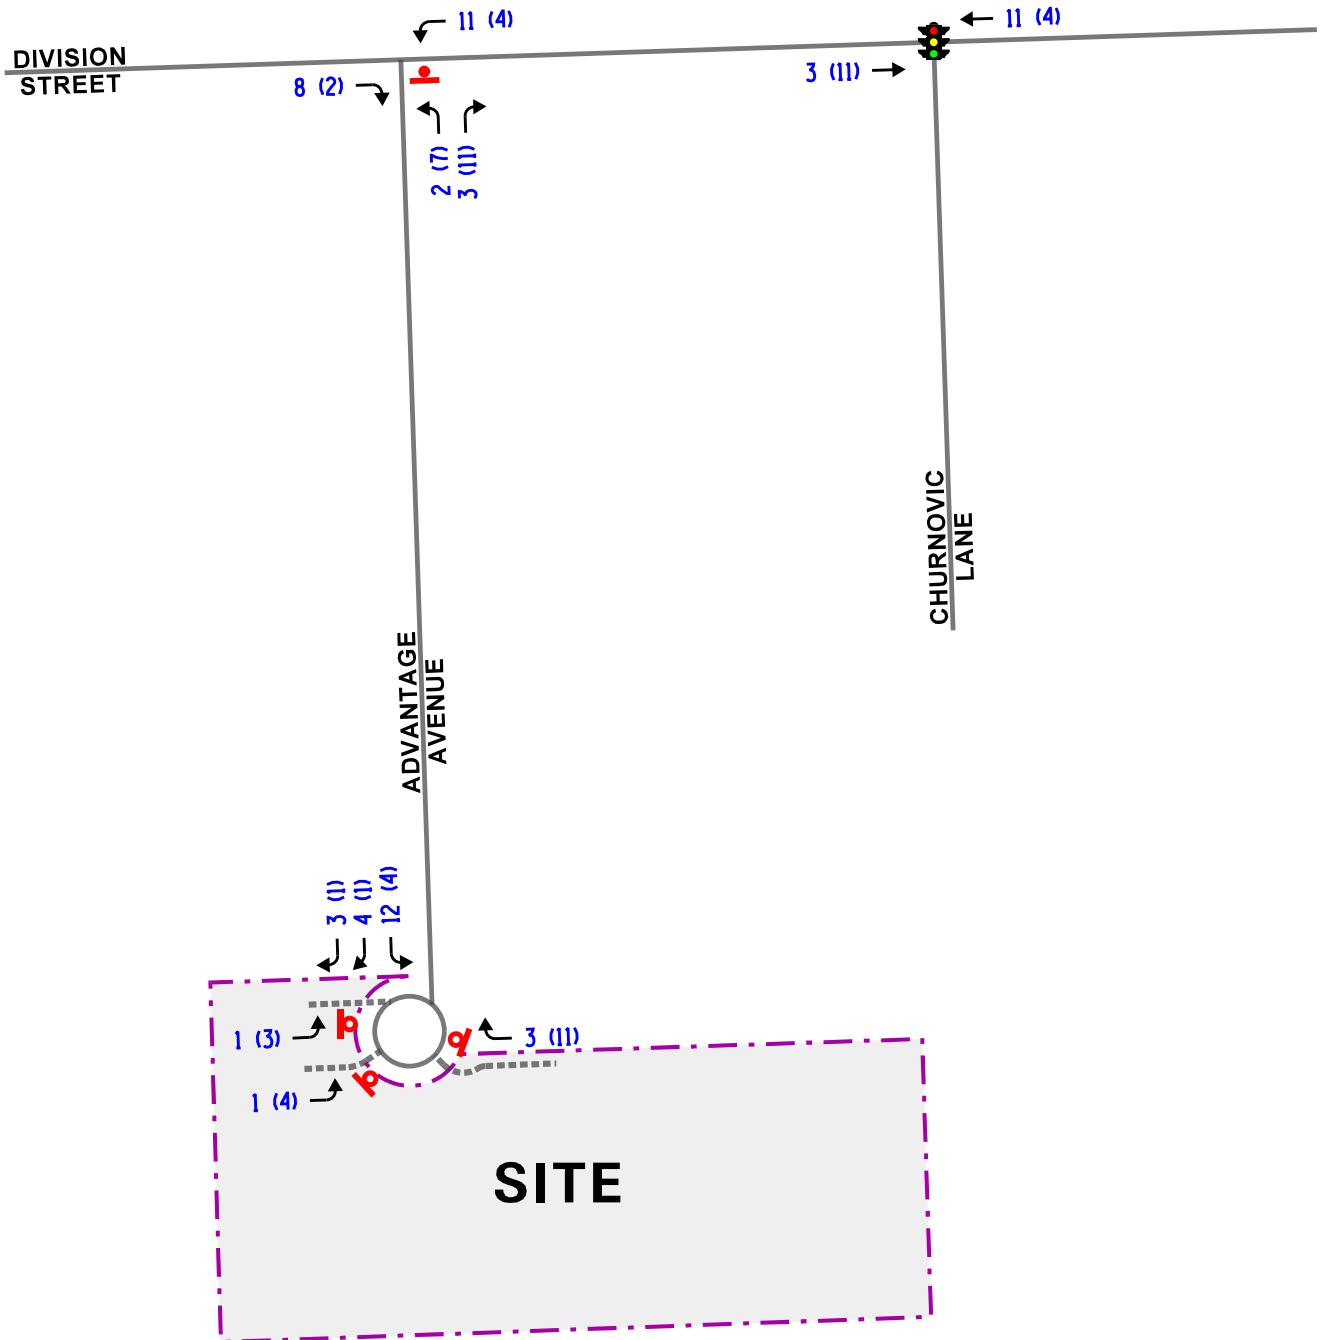 11 (4)
11 (4)
DIVISION
STREET
3 (11)
8 (2)
2 (7)
3 (11)
CHURNOVIC
LANE
ADVANTAGE
AVENUE
3 (1)
4 (1)
12 (4)
1 (3)
3 (11)
1 (4)
SITE